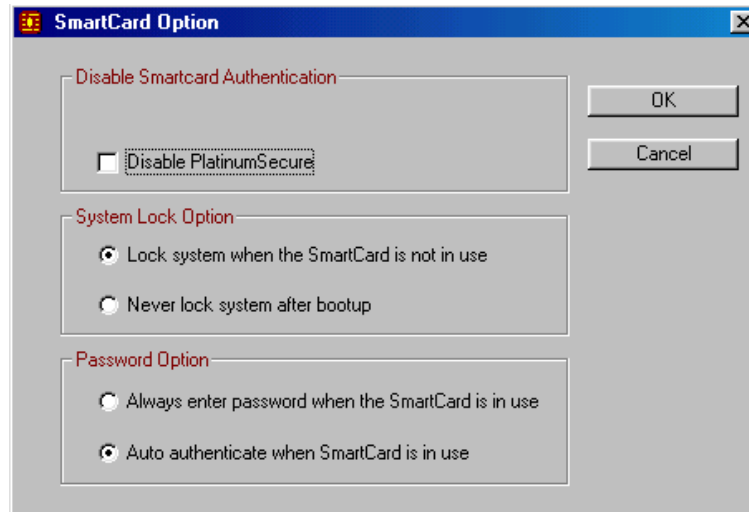 SmartCard Option
Disable Smartcard Authentication
OK
Disable PlatinumSecure
Cancel
System Lock Option
Lock system when the SmartCard is not in use
Never lock system after bootup
Password Option
Always enter password when the SmartCard is in use
Auto authenticate when SmartCard is in use